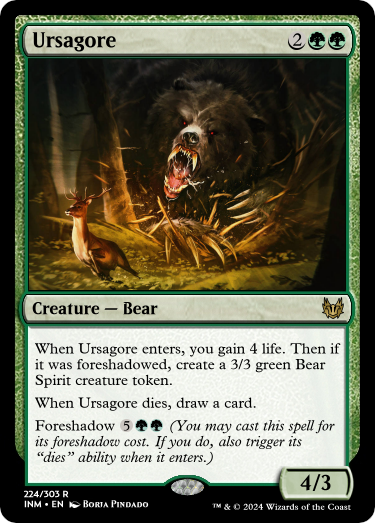 Ursagore 2
Creature — Bear
When Ursagore enters, you gain 4 life. Then if
it was foreshadowed, create a 3/3 green Bear
Spirit creature token.
When Ursagore dies, draw a card.
Foreshadow 5 (You may cast this spell for
its foreshadow cost. If you do, also trigger its
“dies” ability when it enters.)
4/3
224/303 R
INM • EN Borja Pindado
™ & © 2024 Wizards of the Coast